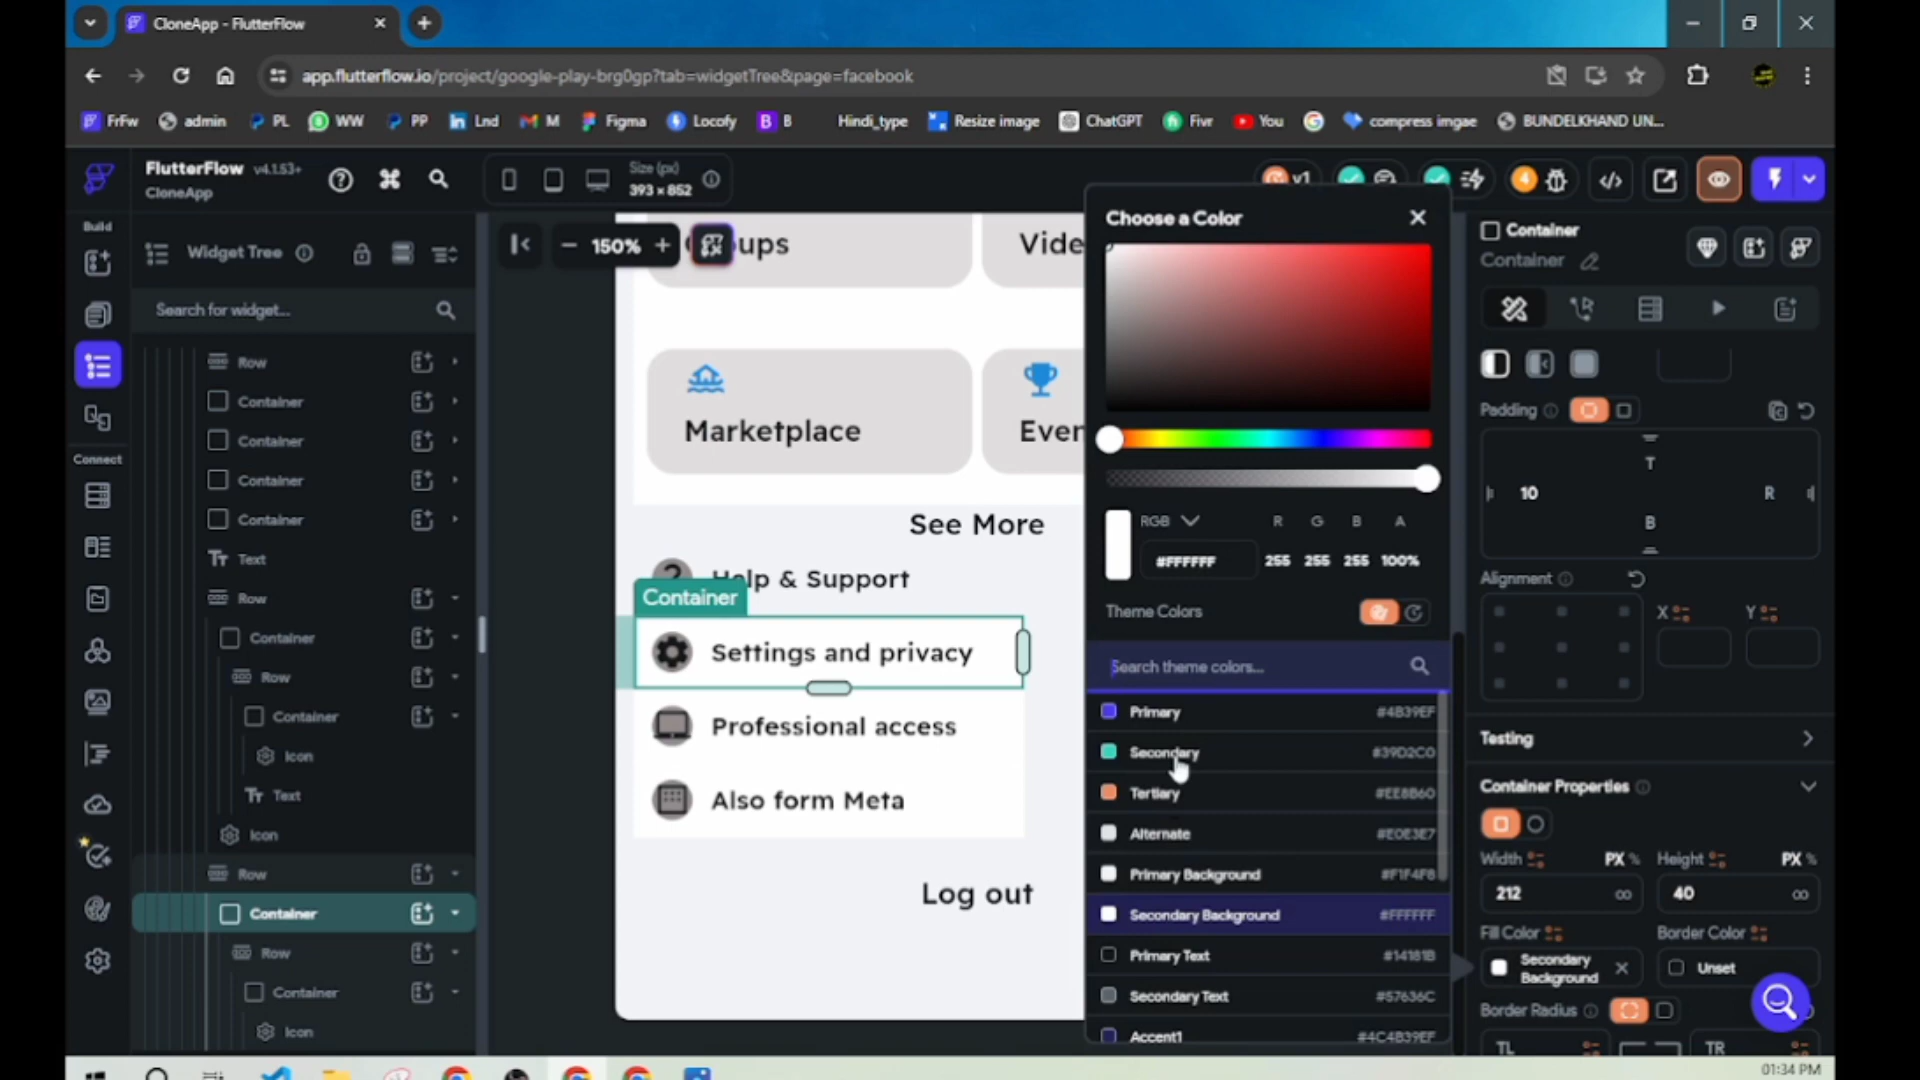 CloneApp - FlutterFlow
app.flutterflow.io/project/google-play-brg0gp?tab=widgetTree&page=facebook
FrFw
admin
PL
WW
PP
Lnd
M
Figma
Locofy
B
Hindi_type
Resize image
ChatGPT
Fivr
You
compress imgae
BUNDELKHAND UN...
FlutterFlow v4.1.53+
CloneApp
Size (px)
393 × 852
v1
4
Build
Widget Tree
Search for widget...
Row
Container
Container
Container
Container
Text
Row
Container
Row
Container
Icon
Text
Icon
Row
Container
Row
Container
Icon
Connect
150%
oups
Vide
Marketplace
Even
See More
Help & Support
Container
Settings and privacy
Professional access
Also form Meta
Log out
Choose a Color
RGB R G B A
#FFFFFF 255 255 255 100%
Theme Colors
Search theme colors...
Primary #4B39EF
Secondary #39D2C0
Tertiary #EE8B60
Alternate #E0E3E7
Primary Background #F1F4F8
Secondary Background #FFFFFF
Primary Text #14181B
Secondary Text #57636C
Accent1 #4C4B39EF
Container
Container
Padding
T
10
R
B
Alignment
X
Y
Testing
Container Properties
Width PX % Height PX %
212 40
Fill Color Border Color
Secondary Background
Unset
Border Radius
TL TR
01:34 PM